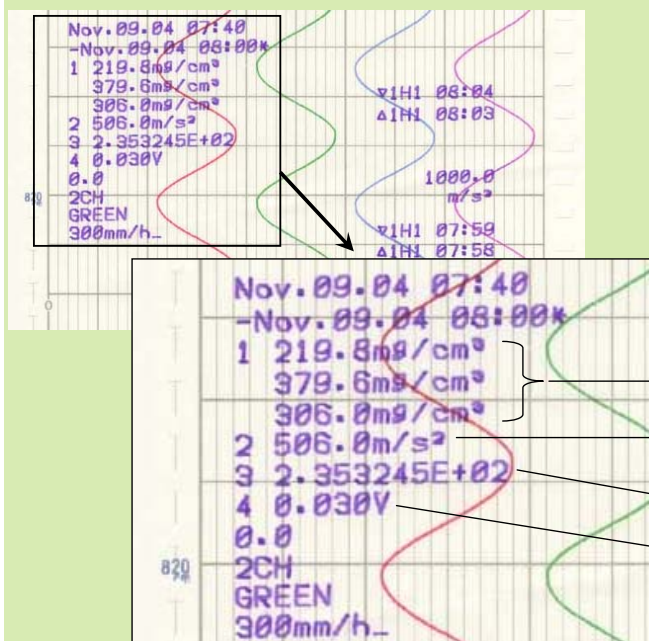 Nov.09.04 07:40
-Nov.09.04 08:00*
1 219.8mg/cm³
379.6mg/cm³
306.0mg/cm³
2 506.0m/s²
3 2.353245E+02
4 0.030V
0.0
2CH
GREEN
300mm/h_
820
0
▽1H1 08:04
△1H1 08:03
1000.0
m/s²
▽1H1 07:59
△1H1 07:58
Nov.09.04 07:40
-Nov.09.04 08:00*
1 219.8mg/cm³
379.6mg/cm³
306.0mg/cm³
2 506.0m/s²
3 2.353245E+02
4 0.030V
0.0
2CH
GREEN
300mm/h_
820